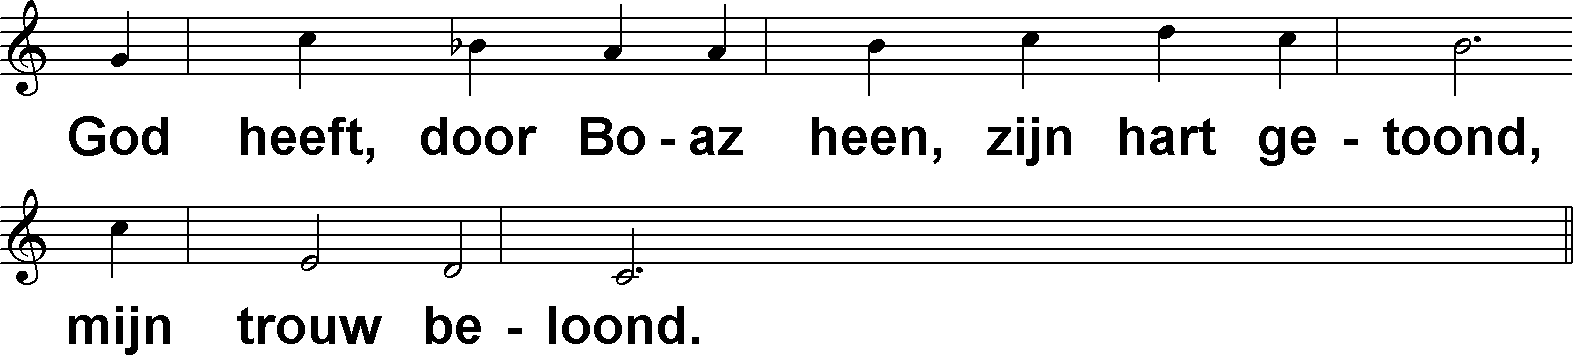 God heeft, door Bo - az heen, zijn hart ge - toond,
mijn trouw be - loond.